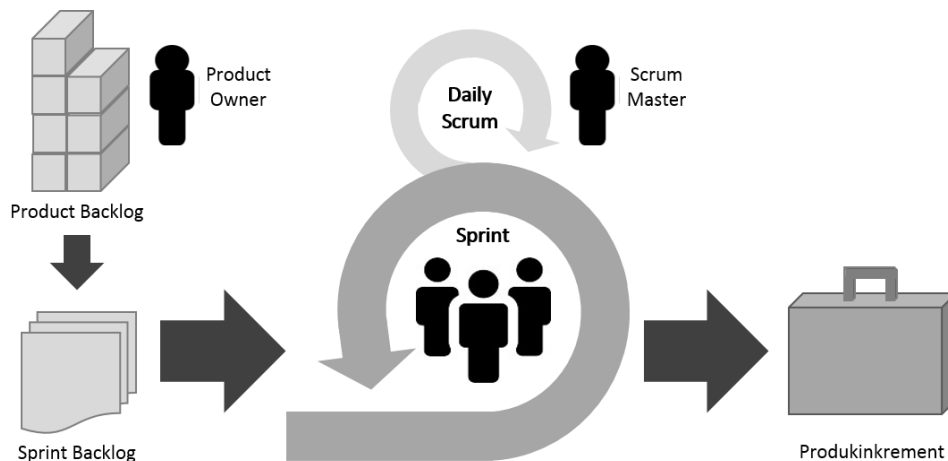 Product
Owner
Product Backlog
Daily
Scrum
Scrum
Master
Sprint
Sprint Backlog
Produkinkrement